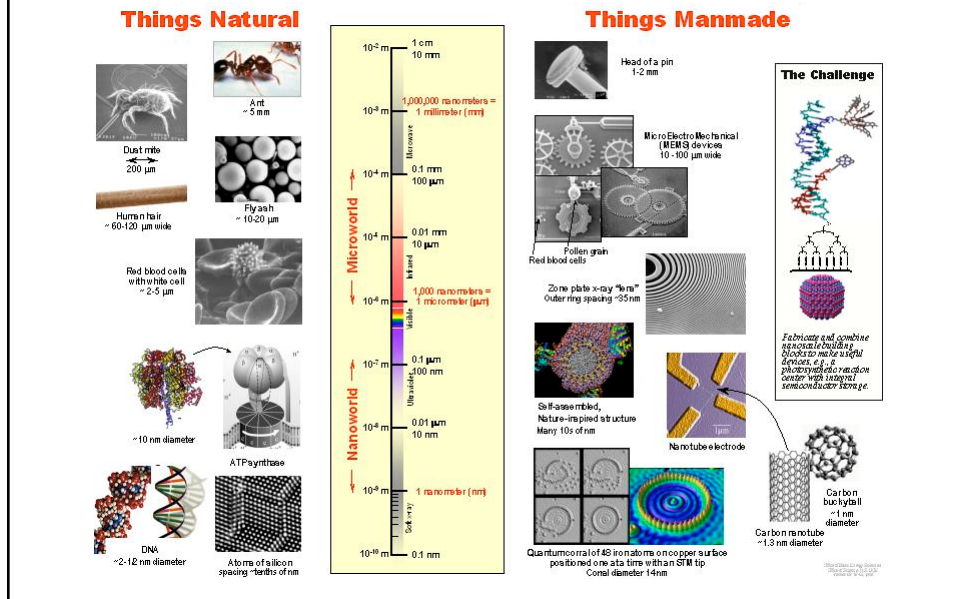 Things Natural
Things Manmade
Ant
~ 5 mm
Dust mite
200 µm
Human hair
~ 60-120 µm wide
Fly ash
~ 10-20 µm
Red blood cells
with white cell
~ 2-5 µm
~10 nm diameter
ATP synthase
DNA
~2-1/2 nm diameter
Atoms of silicon
spacing ~tenths of nm
10-2 m
1 cm
10 mm
10-3 m
1,000,000 nanometers =
1 millimeter (mm)
Microwave
10-4 m
0.1 mm
100 µm
Microworld
10-4 m
0.01 mm
10 µm
Infrared
1,000 nanometers =
10-6 m
1 micrometer (µm)
Visible
10-7 m
0.1 µm
100 nm
Ultraviolet
Nanoworld
10-8 m
0.01 µm
10 nm
10-9 m
1 nanometer (nm)
Soft x-ray
10-10 m
0.1 nm
Head of a pin
1-2 mm
MicroElectroMechanical
(MEMS) devices
10 -100 µm wide
Pollen grain
Red blood cells
Zone plate x-ray “lens”
Outer ring spacing ~35 nm
Self-assembled,
Nature-inspired structure
Many 10s of nm
1µm
Nanotube electrode
Quantum corral of 48 iron atoms on copper surface
positioned one at a time with an STM tip
Corral diameter 14 nm
Carbon nanotube
~1.3 nm diameter
Carbon
buckyball
~1 nm
diameter
The Challenge
Fabricate and combine
nanoscale building
blocks to make useful
devices, e.g., a
photosynthetic reaction
center with integral
semiconductor storage.